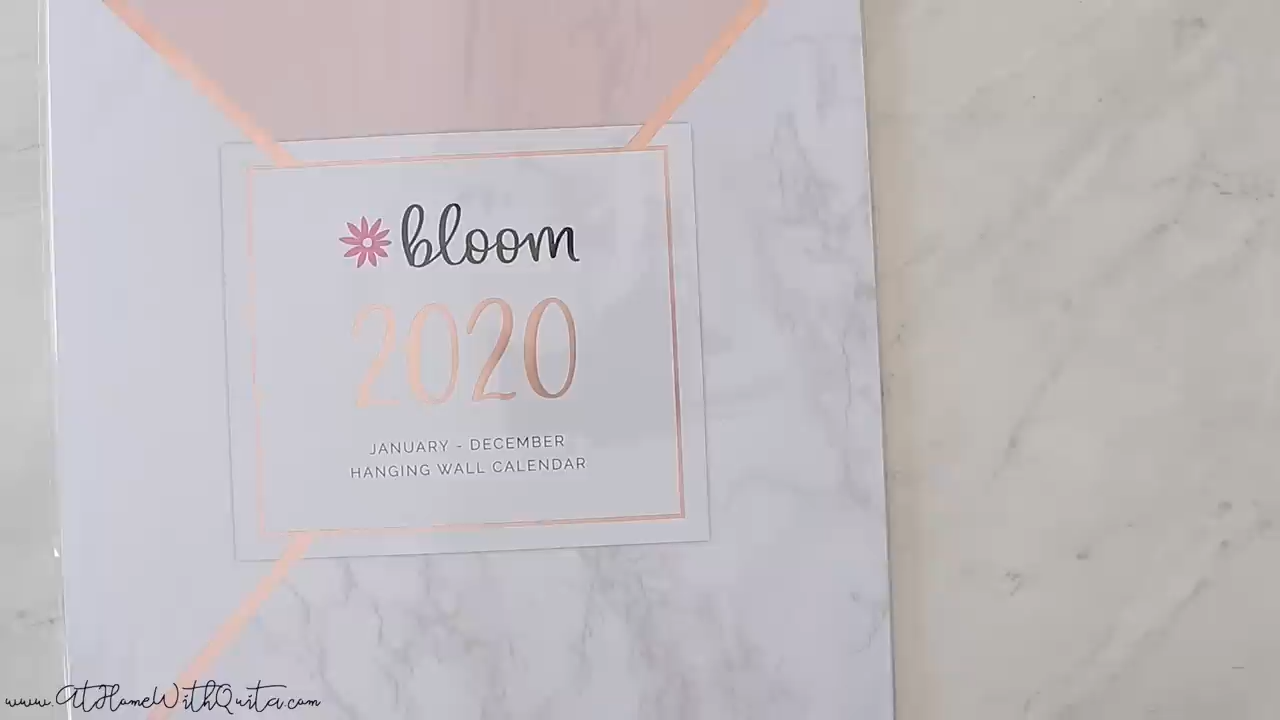 bloom
2020
JANUARY - DECEMBER
HANGING WALL CALENDAR
www.AtHomeWithQuita.com